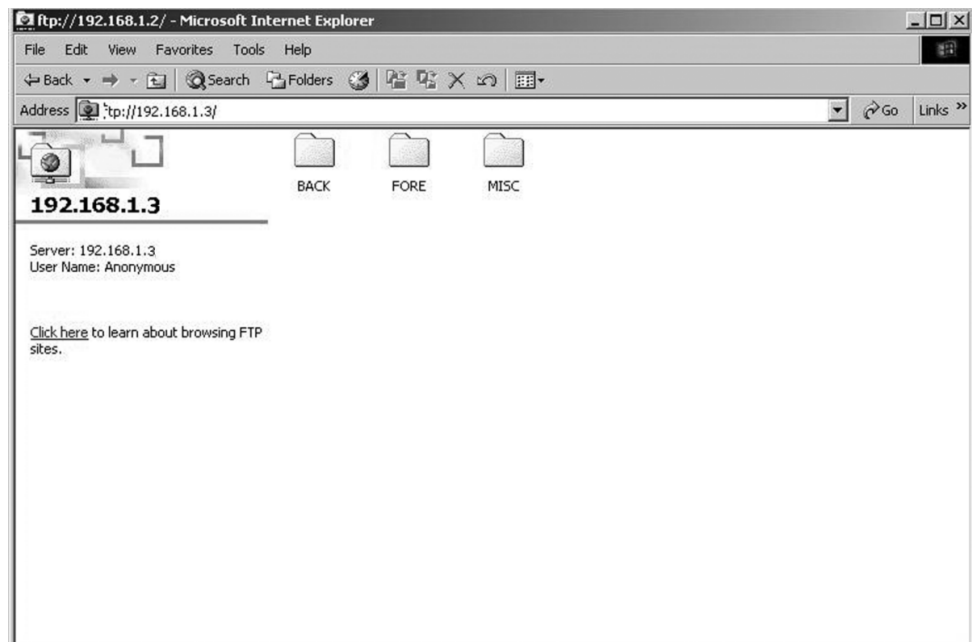 ftp://192.168.1.2/ - Microsoft Internet Explorer
File Edit View Favorites Tools Help
Back Search Folders
Address tp://192.168.1.3/ Go Links »
BACK FORE MISC
192.168.1.3
Server: 192.168.1.3
User Name: Anonymous
Click here to learn about browsing FTP
sites.